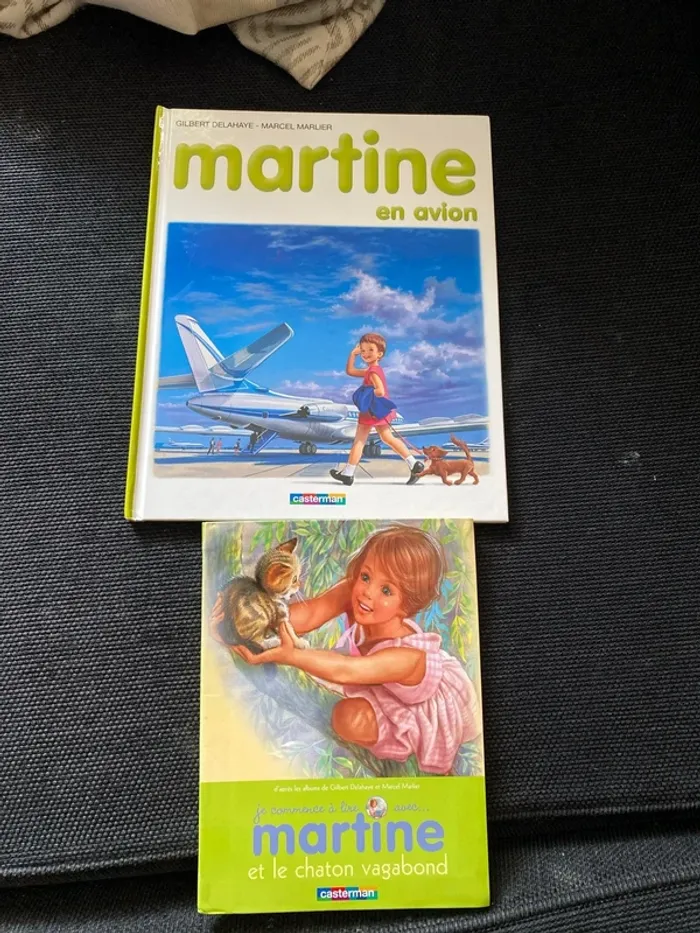 GILBERT DELAHAYE - MARCEL MARLIER
martine
en avion
casterman
d'après les albums de Gilbert Delahaye et Marcel Marlier
je commence à lire avec...
martine
et le chaton vagabond
casterman